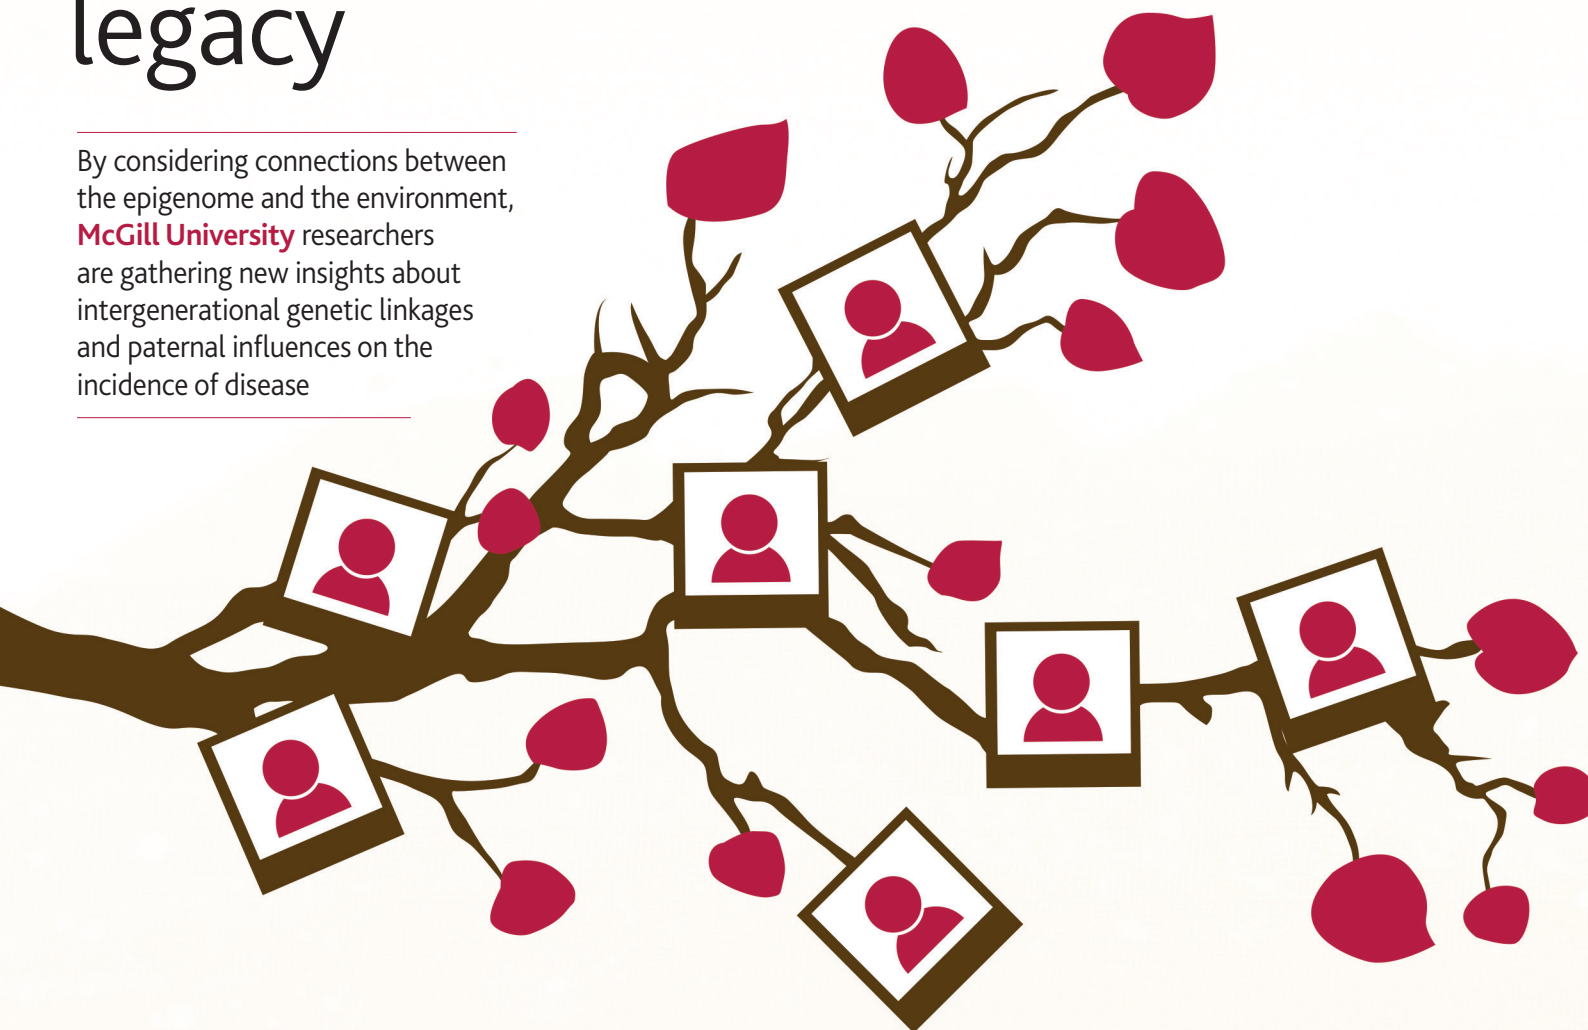 legacy
By considering connections between
the epigenome and the environment,
McGill University researchers
are gathering new insights about
intergenerational genetic linkages
and paternal influences on the
incidence of disease